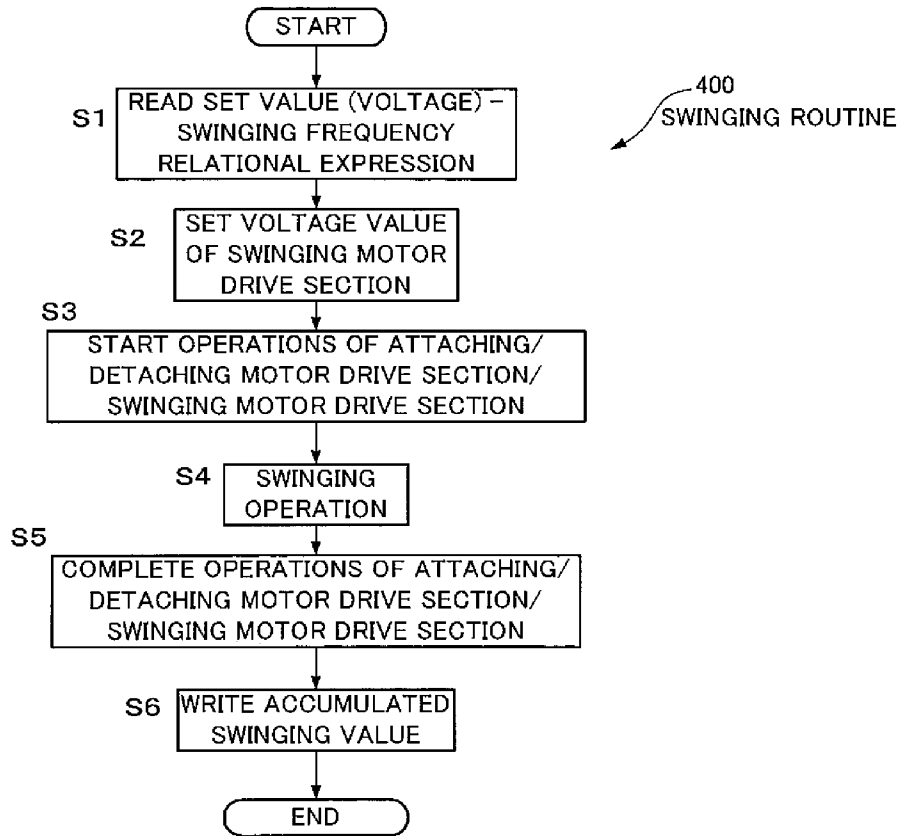 START
400
SWINGING ROUTINE
S1
READ SET VALUE (VOLTAGE) –
SWINGING FREQUENCY
RELATIONAL EXPRESSION
S2
SET VOLTAGE VALUE
OF SWINGING MOTOR
DRIVE SECTION
S3
START OPERATIONS OF ATTACHING/
DETACHING MOTOR DRIVE SECTION/
SWINGING MOTOR DRIVE SECTION
S4
SWINGING
OPERATION
S5
COMPLETE OPERATIONS OF ATTACHING/
DETACHING MOTOR DRIVE SECTION/
SWINGING MOTOR DRIVE SECTION
S6
WRITE ACCUMULATED
SWINGING VALUE
END